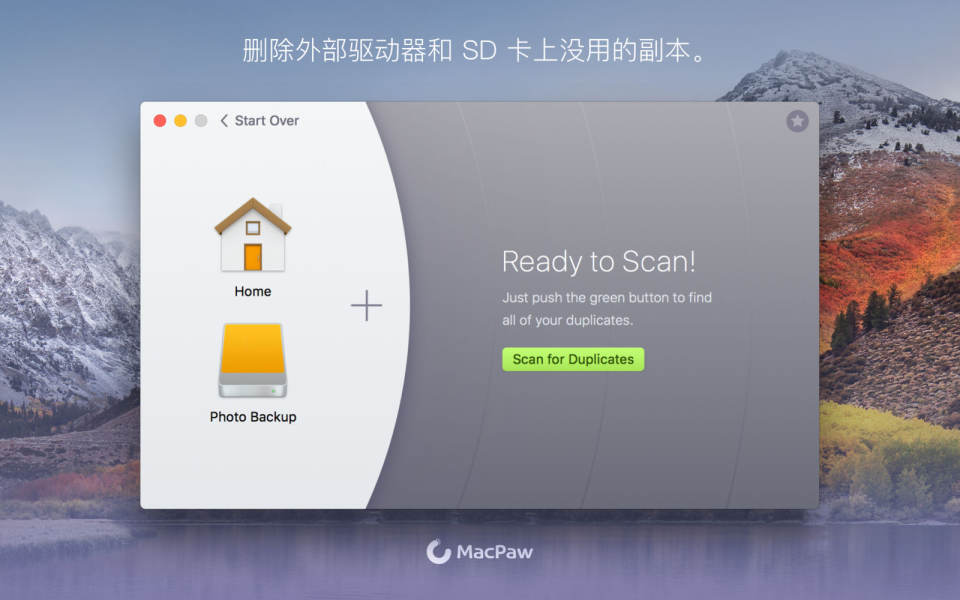 删除外部驱动器和 SD 卡上没用的副本。
Start Over
Home
Photo Backup
Ready to Scan!
Just push the green button to find
all of your duplicates.
Scan for Duplicates
MacPaw